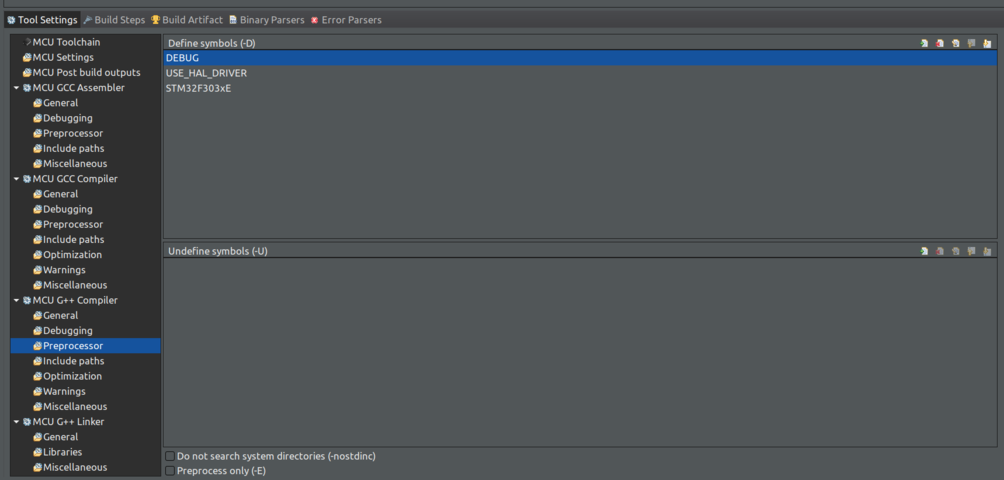 Tool Settings Build Steps Build Artifact Binary Parsers Error Parsers
MCU Toolchain
MCU Settings
MCU Post build outputs
MCU GCC Assembler
General
Debugging
Preprocessor
Include paths
Miscellaneous
MCU GCC Compiler
General
Debugging
Preprocessor
Include paths
Optimization
Warnings
Miscellaneous
MCU G++ Compiler
General
Debugging
Preprocessor
Include paths
Optimization
Warnings
Miscellaneous
MCU G++ Linker
General
Libraries
Miscellaneous
Define symbols (-D)
DEBUG
USE_HAL_DRIVER
STM32F303xE
Undefine symbols (-U)
Do not search system directories (-nostdinc)
Preprocess only (-E)